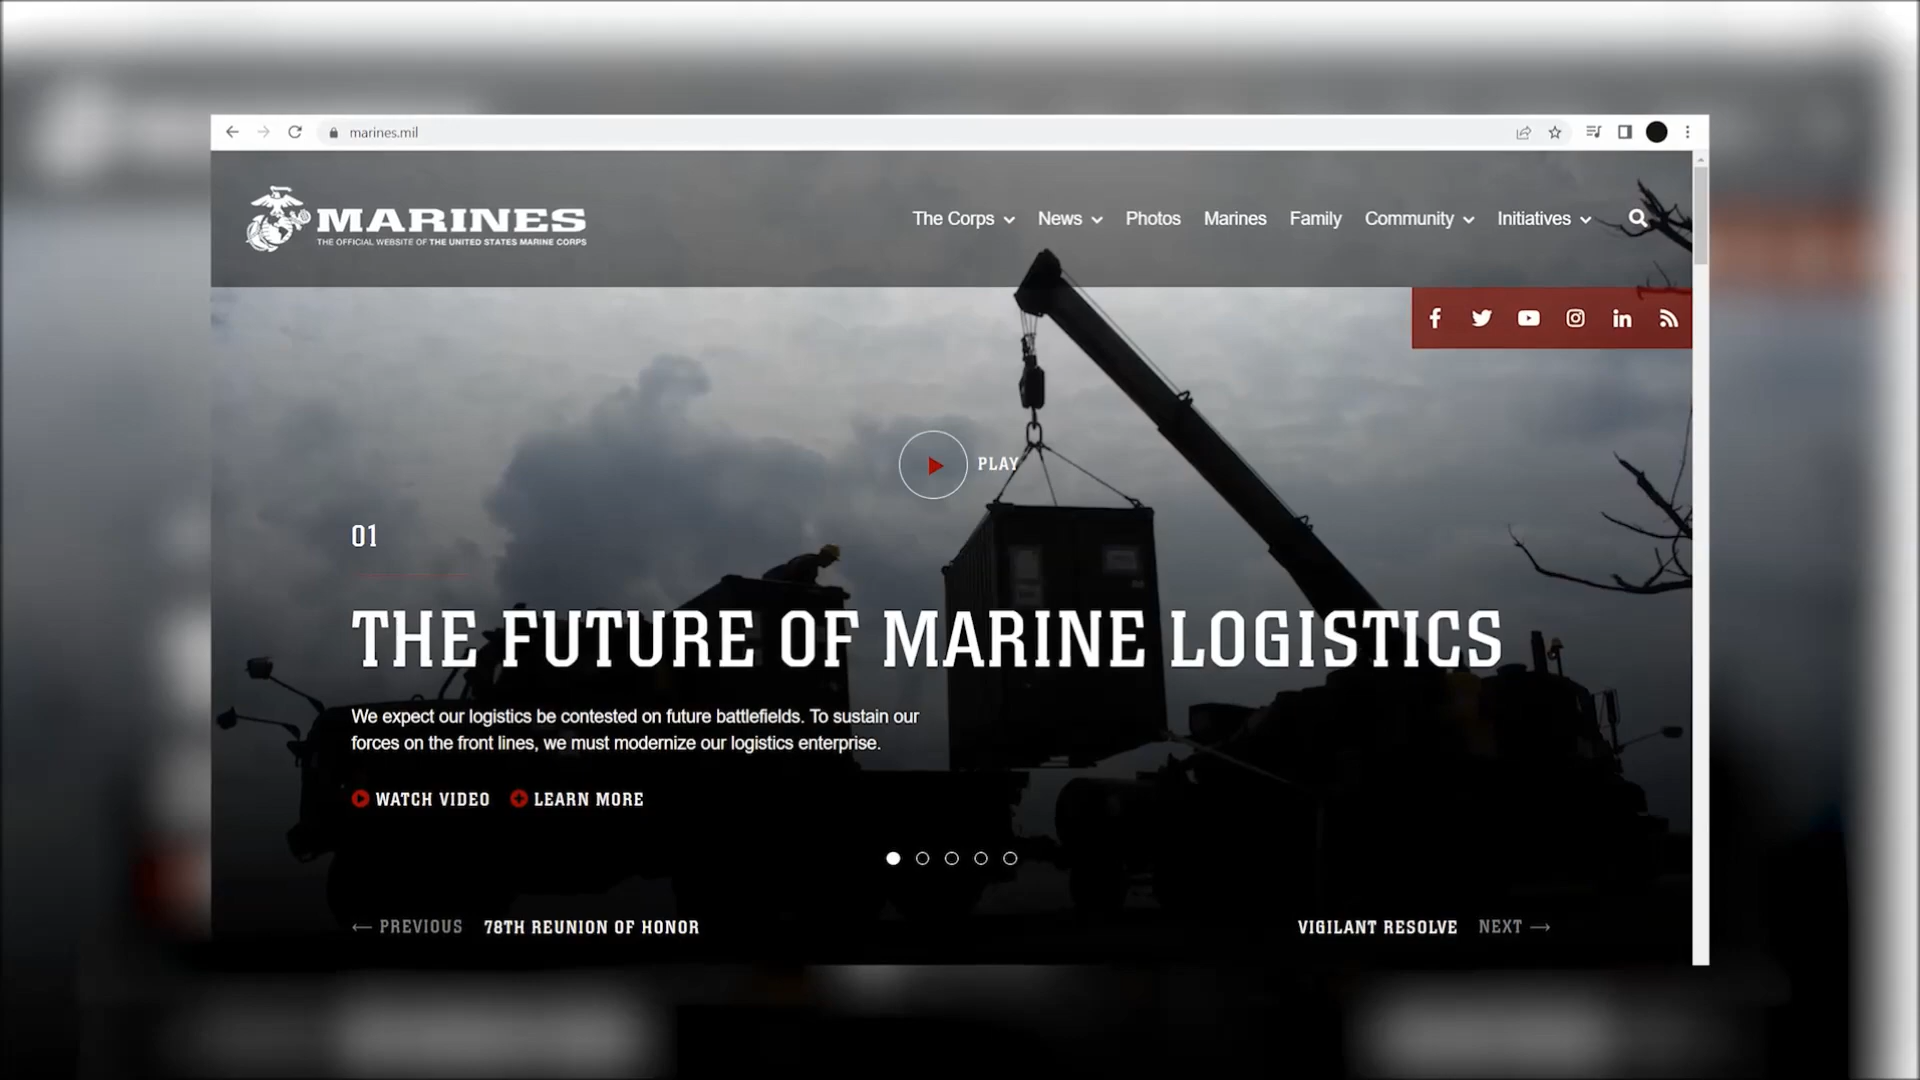 marines.mil
MARINES
THE OFFICIAL WEBSITE OF THE UNITED STATES MARINE CORPS
The Corps News Photos Marines Family Community Initiatives
PLAY
01
THE FUTURE OF MARINE LOGISTICS
We expect our logistics be contested on future battlefields. To sustain our
forces on the front lines, we must modernize our logistics enterprise.
WATCH VIDEO LEARN MORE
PREVIOUS 78TH REUNION OF HONOR VIGILANT RESOLVE NEXT